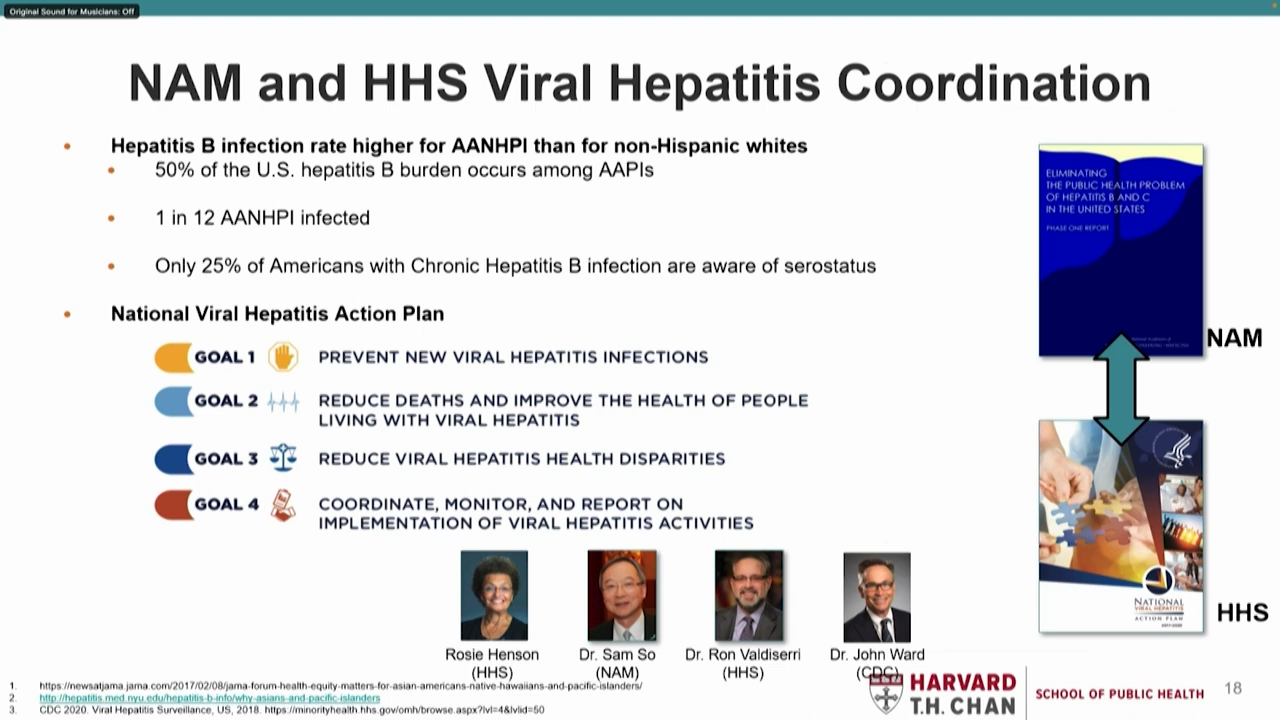 Original Sound for Musicians: Off
NAM and HHS Viral Hepatitis Coordination
• Hepatitis B infection rate higher for AANHPI than for non-Hispanic whites
• 50% of the U.S. hepatitis B burden occurs among AAPIs
• 1 in 12 AANHPI infected
• Only 25% of Americans with Chronic Hepatitis B infection are aware of serostatus
• National Viral Hepatitis Action Plan
GOAL 1 PREVENT NEW VIRAL HEPATITIS INFECTIONS
GOAL 2 REDUCE DEATHS AND IMPROVE THE HEALTH OF PEOPLE
LIVING WITH VIRAL HEPATITIS
GOAL 3 REDUCE VIRAL HEPATITIS HEALTH DISPARITIES
GOAL 4 COORDINATE, MONITOR, AND REPORT ON
IMPLEMENTATION OF VIRAL HEPATITIS ACTIVITIES
ELIMINATING
THE PUBLIC HEALTH PROBLEM
OF HEPATITIS B AND C
IN THE UNITED STATES
PHASE ONE REPORT
NAM
NATIONAL
VIRAL HEPATITIS
ACTION PLAN
HHS
Rosie Henson
(HHS)
Dr. Sam So
(NAM)
Dr. Ron Valdiserri
(HHS)
Dr. John Ward
(CDC)
1. https://newsatjama.jama.com/2017/02/08/jama-forum-health-equity-matters-for-asian-americans-native-hawaiians-and-pacific-islanders/
2. http://hepatitis.med.nyu.edu/hepatitis-b-info/why-asians-and-pacific-islanders
3. CDC 2020. Viral Hepatitis Surveillance, US, 2018. https://minorityhealth.hhs.gov/omh/browse.aspx?lvl=4&lvlid=50
HARVARD
T.H. CHAN
SCHOOL OF PUBLIC HEALTH
18